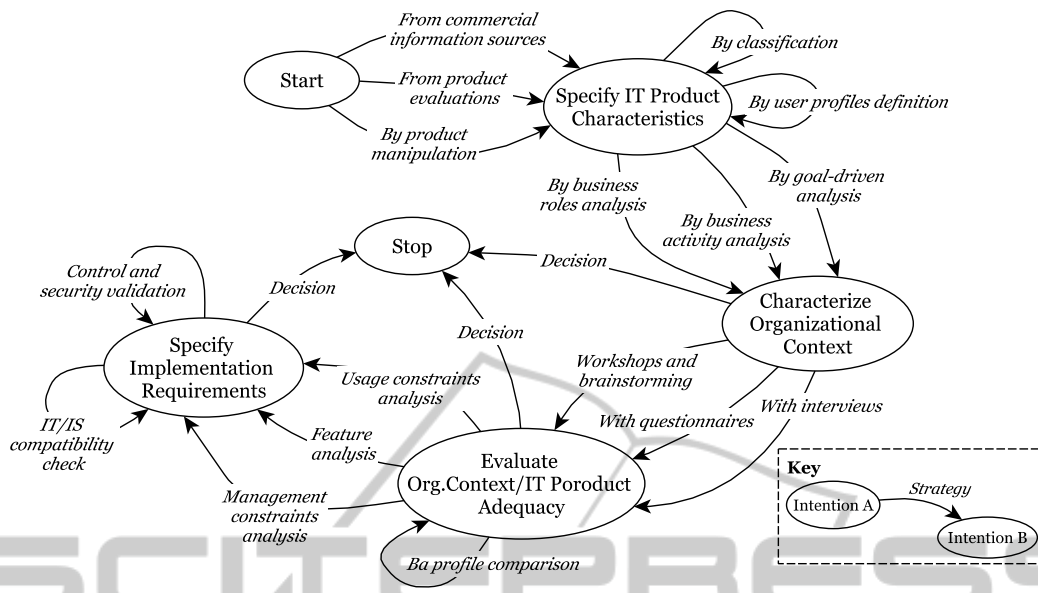 From commercial
information sources
By classification
Start
From product
evaluations
Specify IT Product
Characteristics
By user profiles definition
By product
manipulation
By business
roles analysis
By goal-driven
analysis
By business
activity analysis
Stop
Decision
Control and
security validation
Decision
Characterize
Organizational
Context
Decision
Specify
Implementation
Requirements
Workshops and
brainstorming
Usage constraints
analysis
With interviews
With questionnaires
IT/IS
compatibility
check
Feature
analysis
Evaluate
Org.Context/IT Poroduct
Adequacy
Management
constraints
analysis
Ba profile comparison
Key
Strategy
Intention A
Intention B
SCITEPRESS